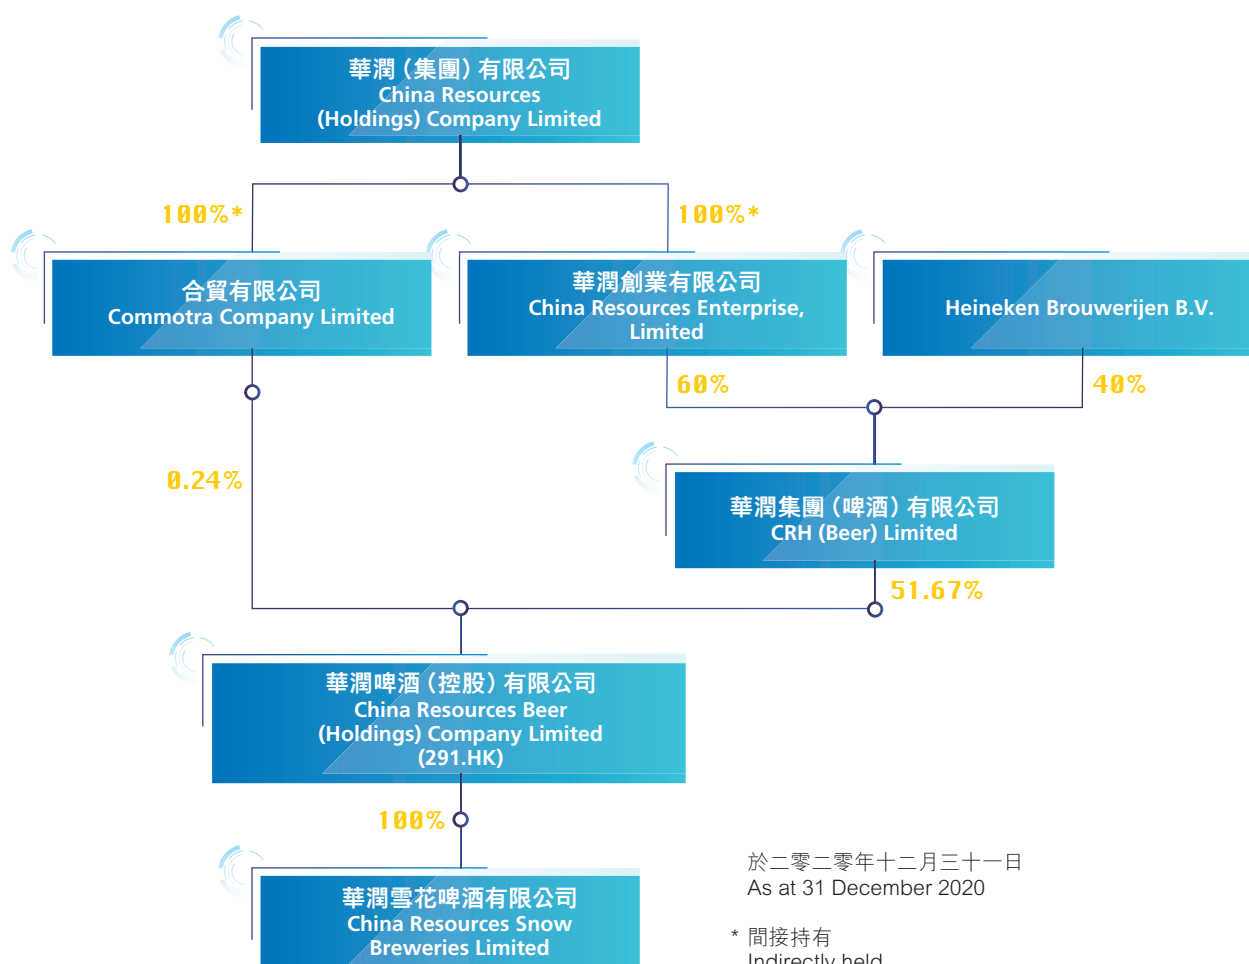 華潤（集團）有限公司
China Resources
(Holdings) Company Limited
100%*
100%*
合貿有限公司
Commotra Company Limited
華潤創業有限公司
China Resources Enterprise,
Limited
Heineken Brouwerijen B.V.
60%
40%
0.24%
華潤集團（啤酒）有限公司
CRH (Beer) Limited
51.67%
華潤啤酒（控股）有限公司
China Resources Beer
(Holdings) Company Limited
(291.HK)
100%
華潤雪花啤酒有限公司
China Resources Snow
Breweries Limited
於二零二零年十二月三十一日
As at 31 December 2020
* 間接持有
Indirectly held